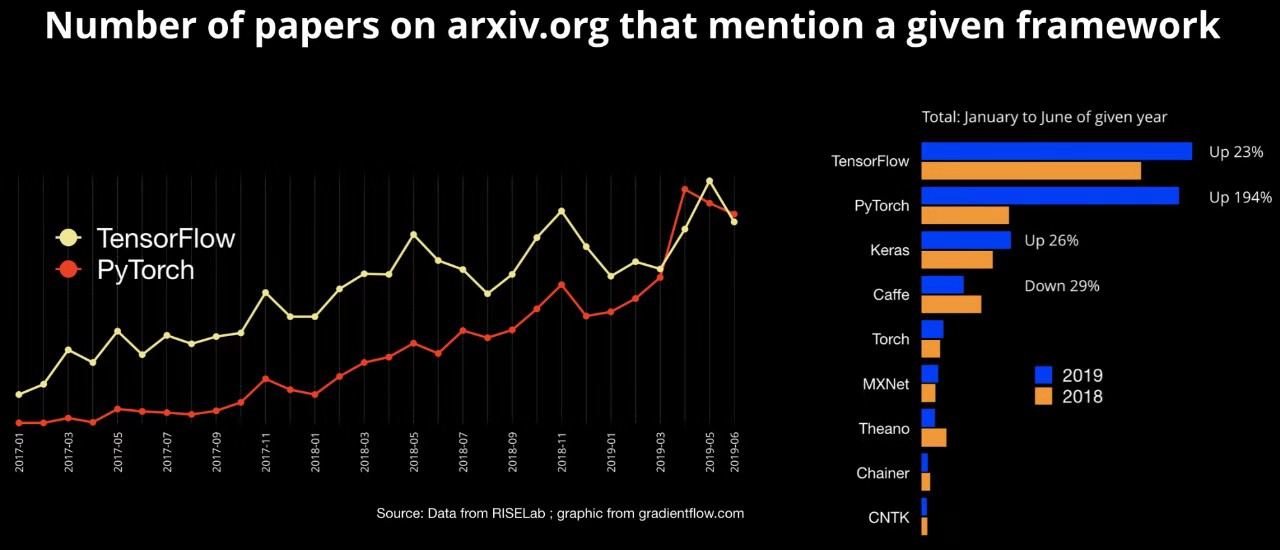 Number of papers on arxiv.org that mention a given framework
Total: January to June of given year
TensorFlow
PyTorch
2017-01
2017-03
2017-05
2017-07
2017-09
2017-11
2018-01
2018-03
2018-05
2018-07
2018-09
2018-11
2019-01
2019-03
2019-05
2019-06
Source: Data from RISELab ; graphic from gradientflow.com
TensorFlow Up 23%
PyTorch Up 194%
Keras Up 26%
Caffe Down 29%
Torch
MXNet
Theano
Chainer
CNTK
2019
2018